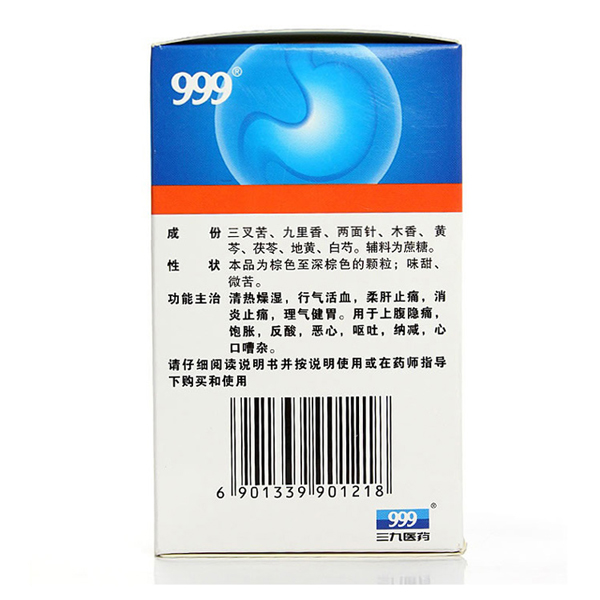 999®
成　份 三叉苦、九里香、两面针、木香、黄
芩、茯苓、地黄、白芍。辅料为蔗糖。
性　状 本品为棕色至深棕色的颗粒；味甜、
微苦。
功能主治 清热燥湿，行气活血，柔肝止痛，消
炎止痛，理气健胃。用于上腹隐痛，
饱胀，反酸，恶心，呕吐，纳减，心
口嘈杂。
请仔细阅读说明书并按说明使用或在药师指导
下购买和使用
6 901339 901218
999®
三九医药